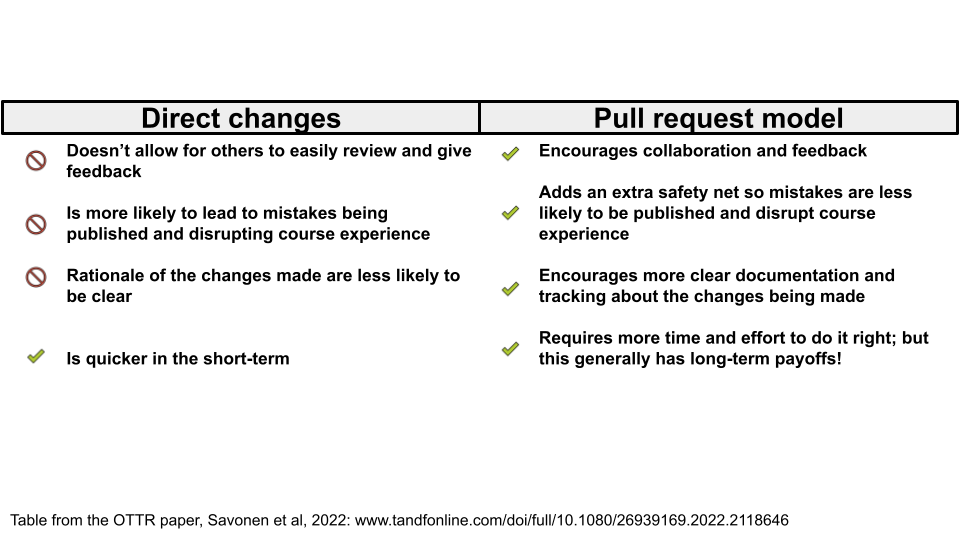 Direct changes
Pull request model
Doesn’t allow for others to easily review and give
feedback
Encourages collaboration and feedback
Is more likely to lead to mistakes being
published and disrupting course experience
Adds an extra safety net so mistakes are less
likely to be published and disrupt course
experience
Rationale of the changes made are less likely to
be clear
Encourages more clear documentation and
tracking about the changes being made
Is quicker in the short-term
Requires more time and effort to do it right; but
this generally has long-term payoffs!
Table from the OTTR paper, Savonen et al, 2022: www.tandfonline.com/doi/full/10.1080/26939169.2022.2118646